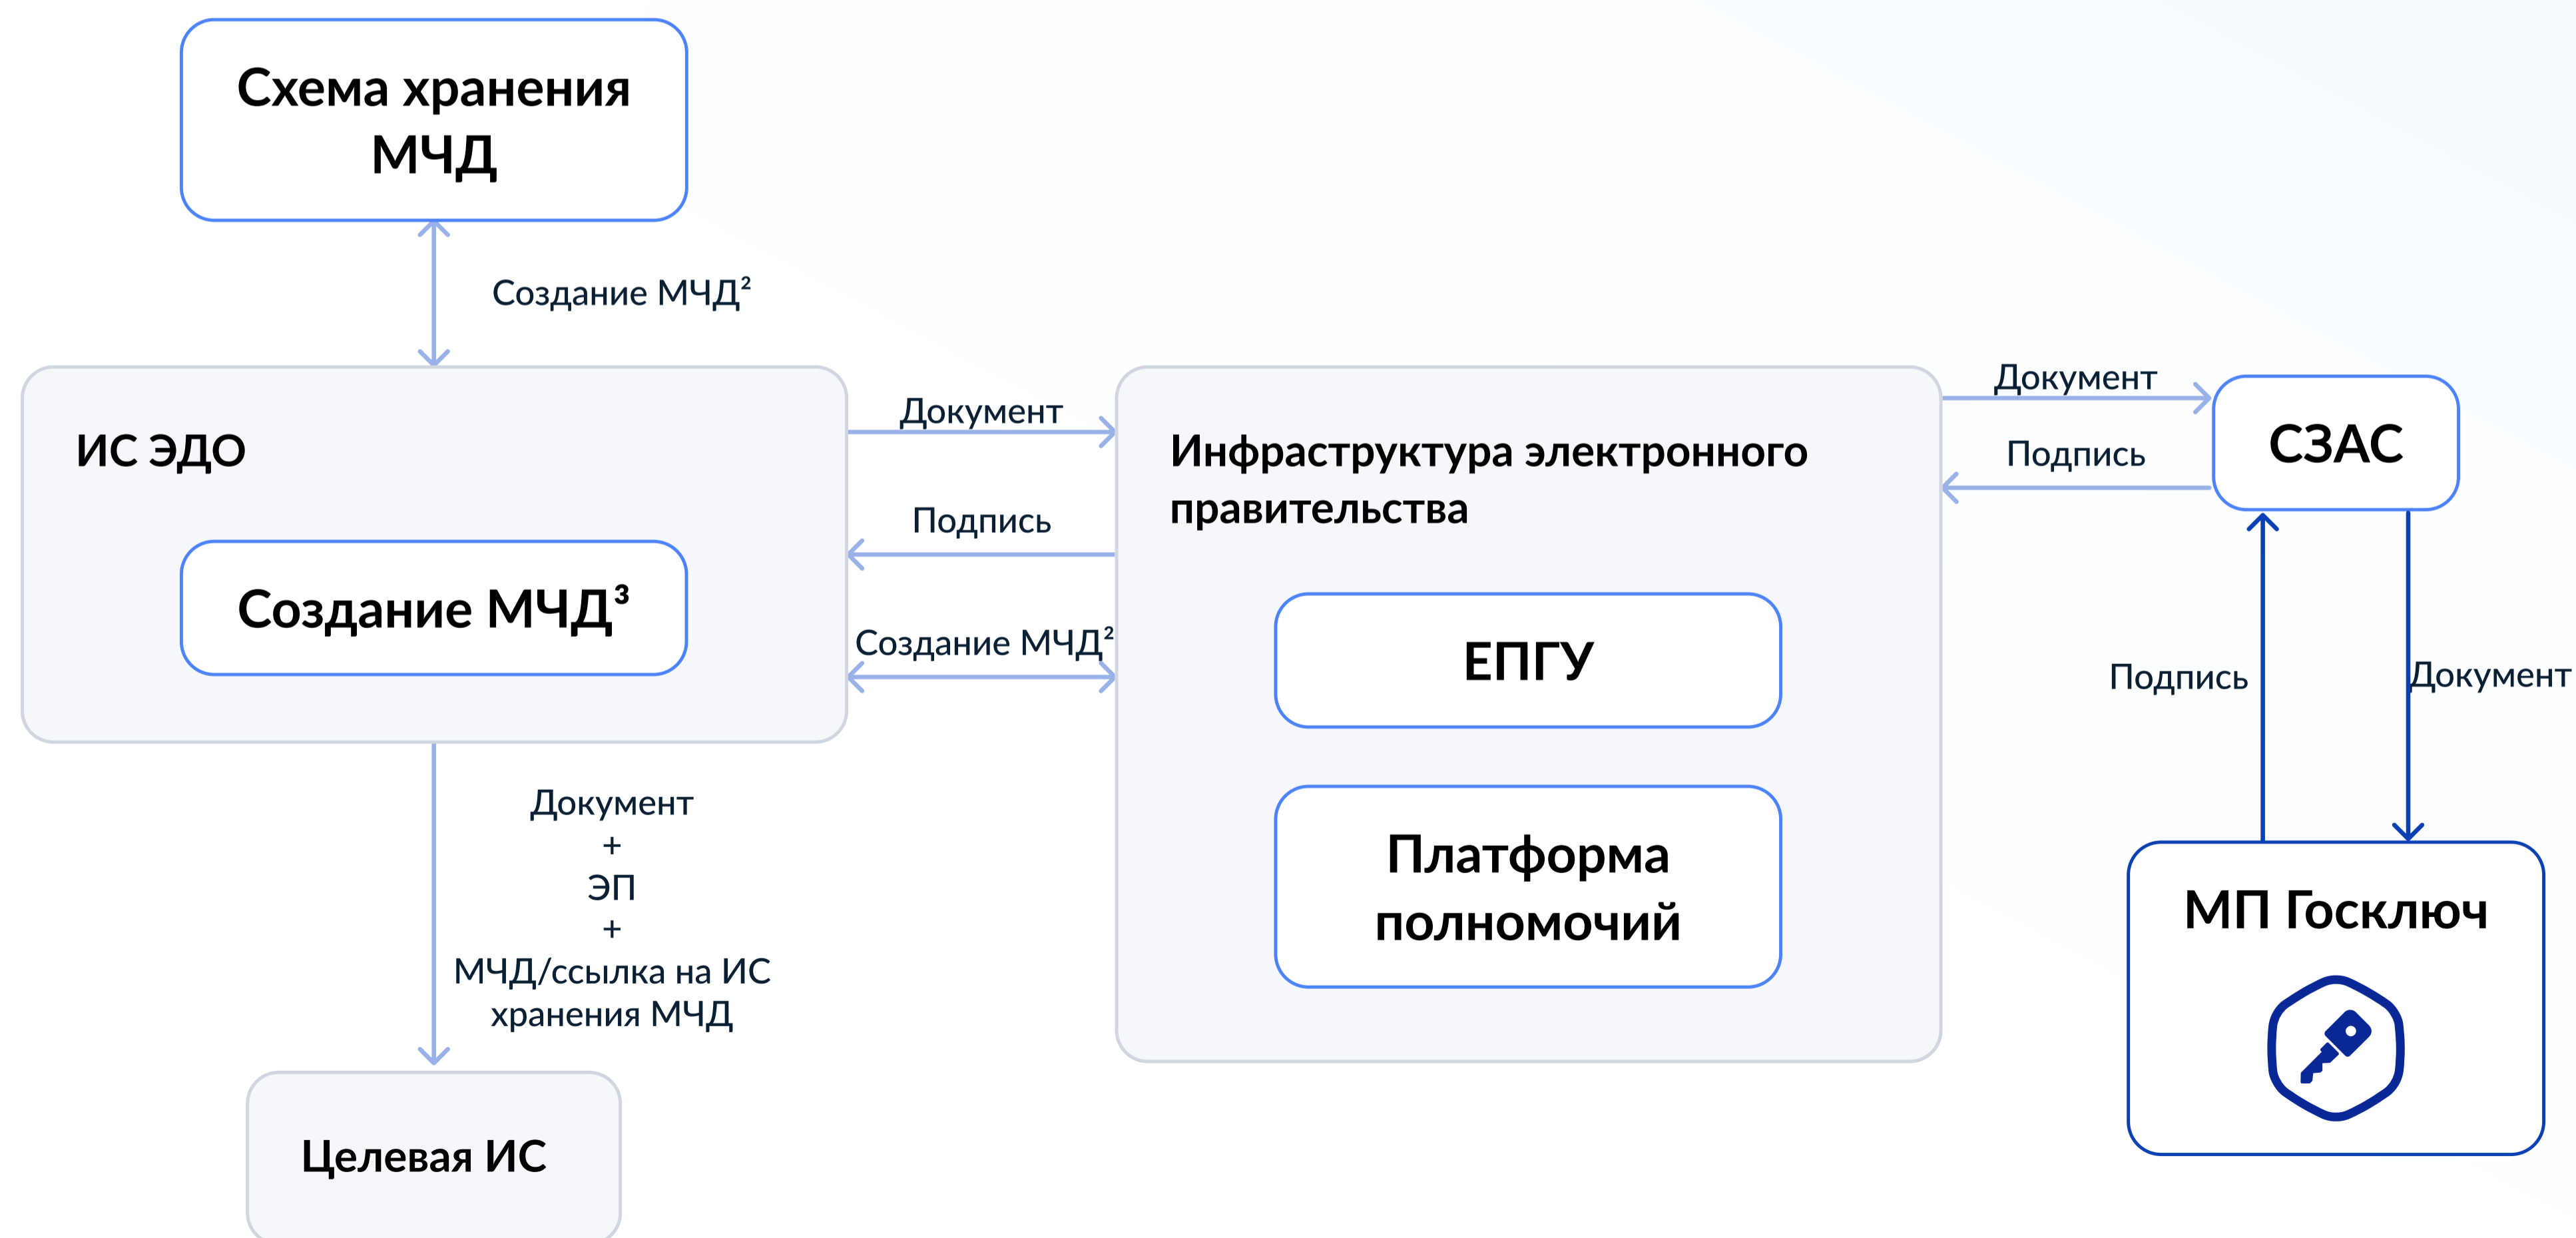 Схема хранения
МЧД
Создание МЧД²
ИС ЭДО
Создание МЧД³
Документ
Подпись
Создание МЧД²
Инфраструктура электронного
правительства
ЕПГУ
Платформа
полномочий
Документ
Подпись
СЗАС
Подпись
Документ
МП Госключ
Документ
+
ЭП
+
МЧД/ссылка на ИС
хранения МЧД
Целевая ИС